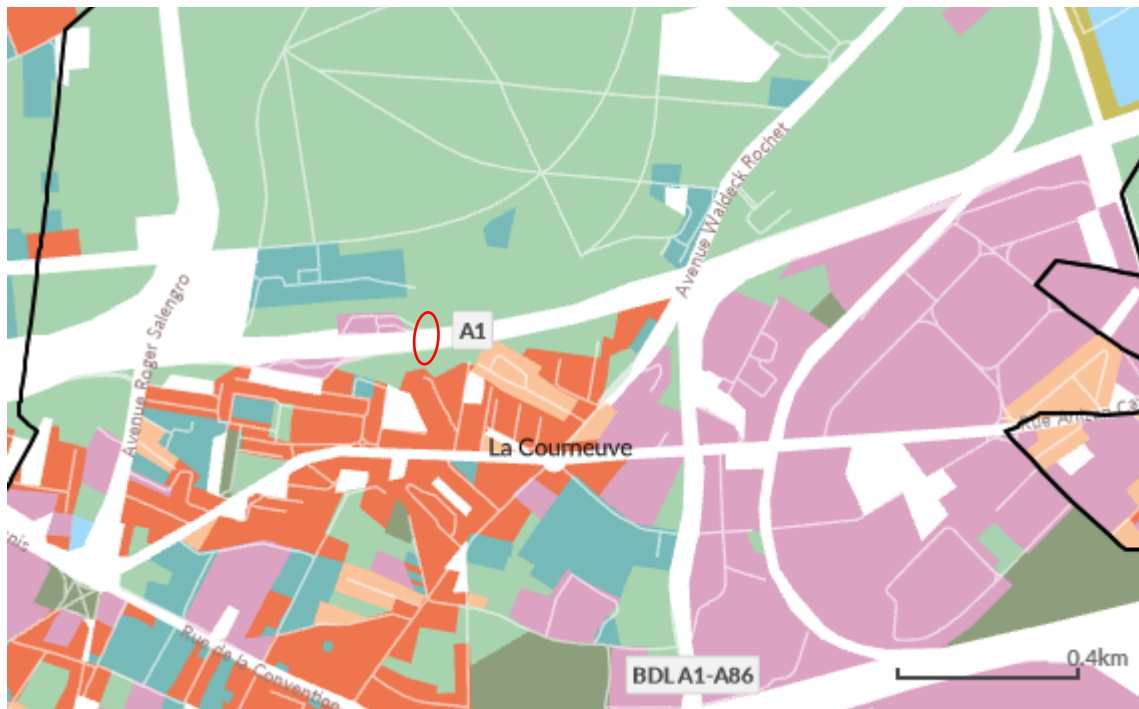 Avenue Waldeck Rochet
Avenue Roger Salengro
A1
La Courneuve
Rue de la Convention
BDL A1-A86
0.4km